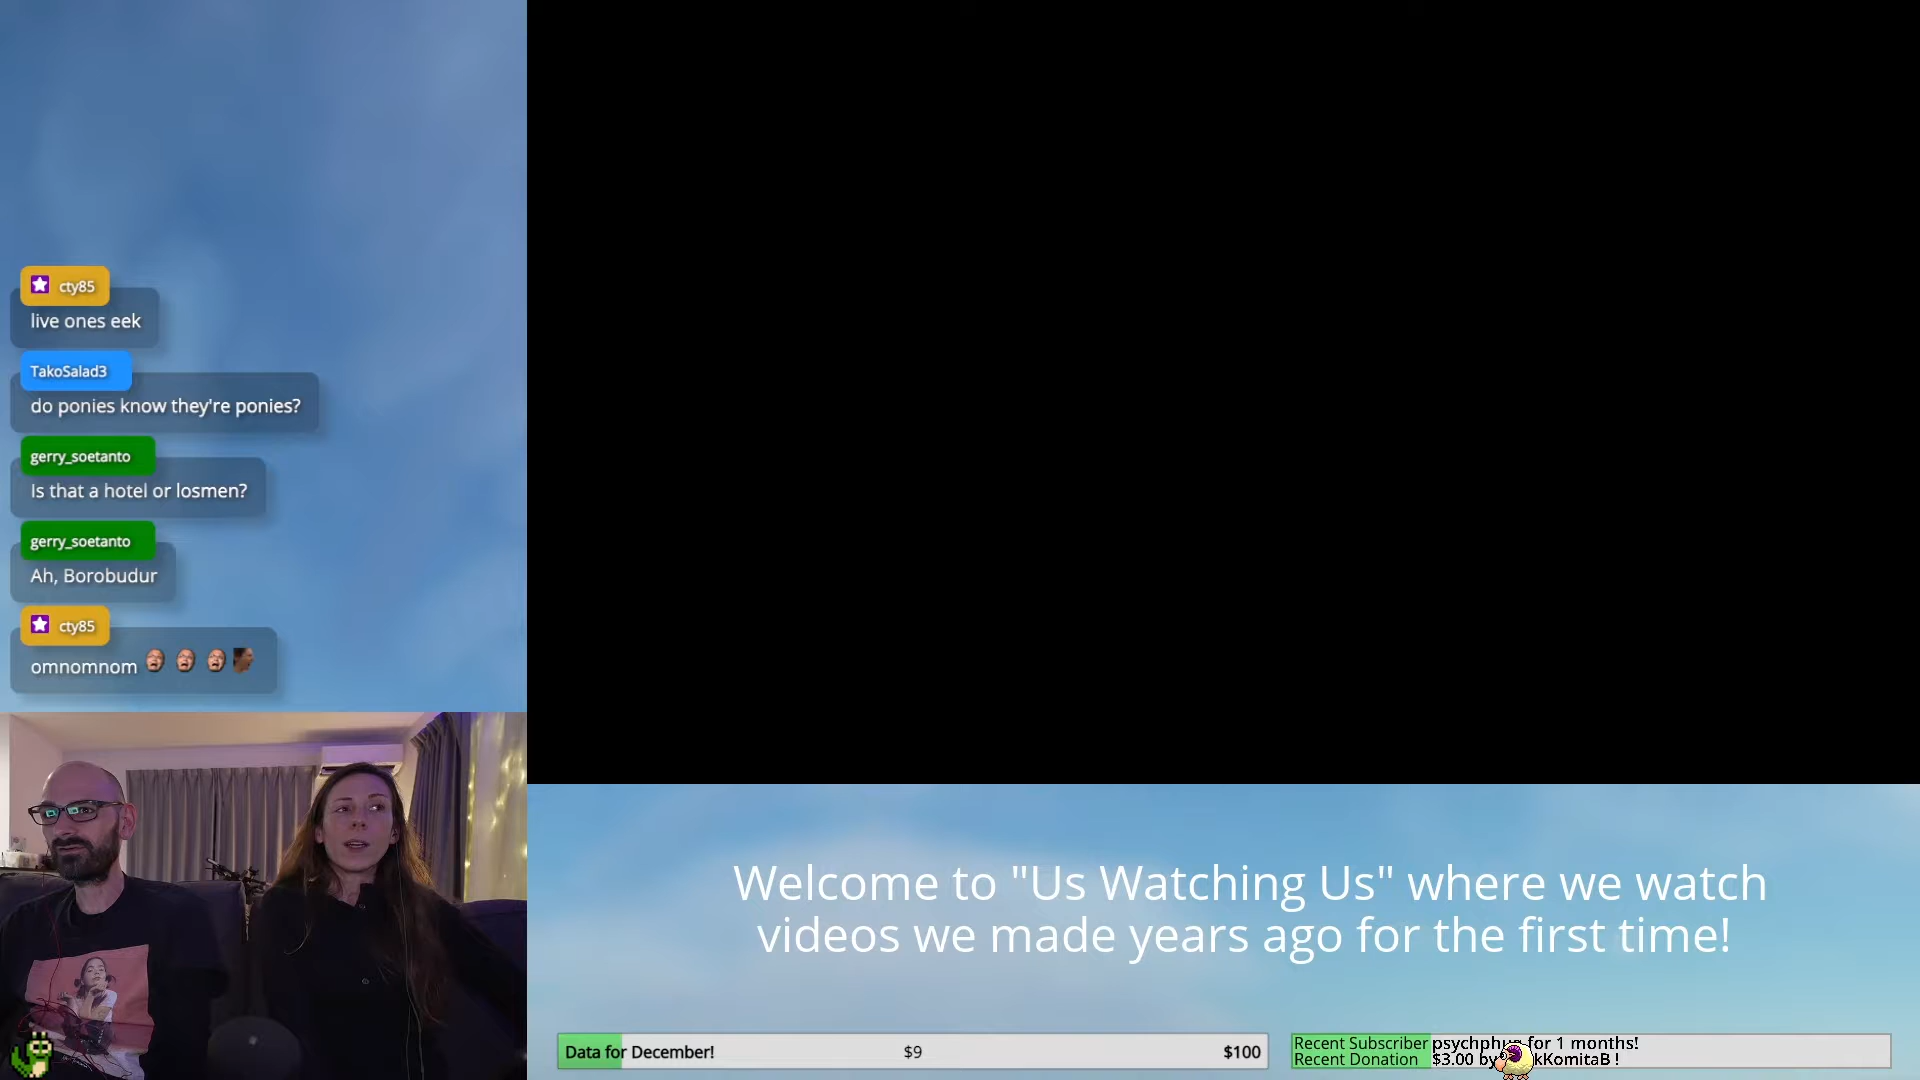 cty85
live ones eek
TakoSalad3
do ponies know they're ponies?
gerry_soetanto
Is that a hotel or losmen?
gerry_soetanto
Ah, Borobudur
cty85
omnomnom
Welcome to "Us Watching Us" where we watch
videos we made years ago for the first time!
Data for December! $9 $100
Recent Subscriber for 1 months!
Recent Donation $3.00 by